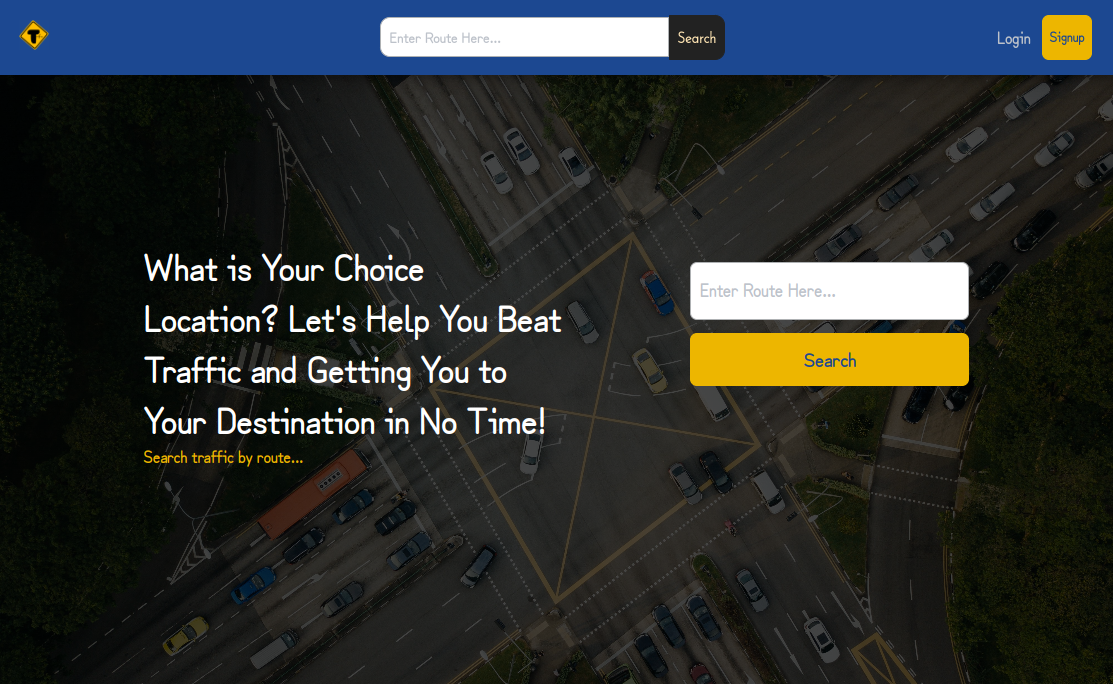 T
Enter Route Here...
Search
Login
Signup
What is Your Choice
Location? Let's Help You Beat
Traffic and Getting You to
Your Destination in No Time!
Search traffic by route...
Enter Route Here...
Search